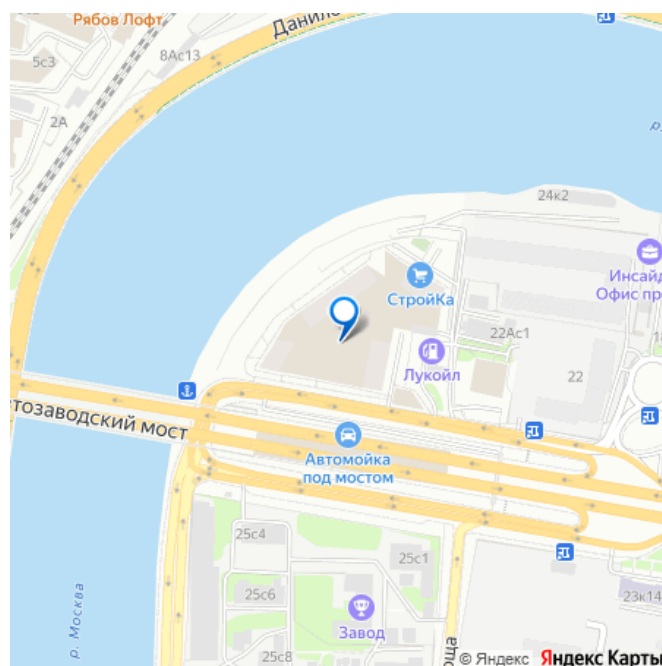 Рябов Лофт
Данило
8Ас13
5с3
2А
р.
24к2
Инсайд
Офис пр
СтройКа
22Ас1
Лукойл
22
тозаводский мост
Автомойка
под мостом
25с4
25с1
25с6
23к14
Завод
25с8
р. Москва
оща
© Яндекс Яндекс Карты